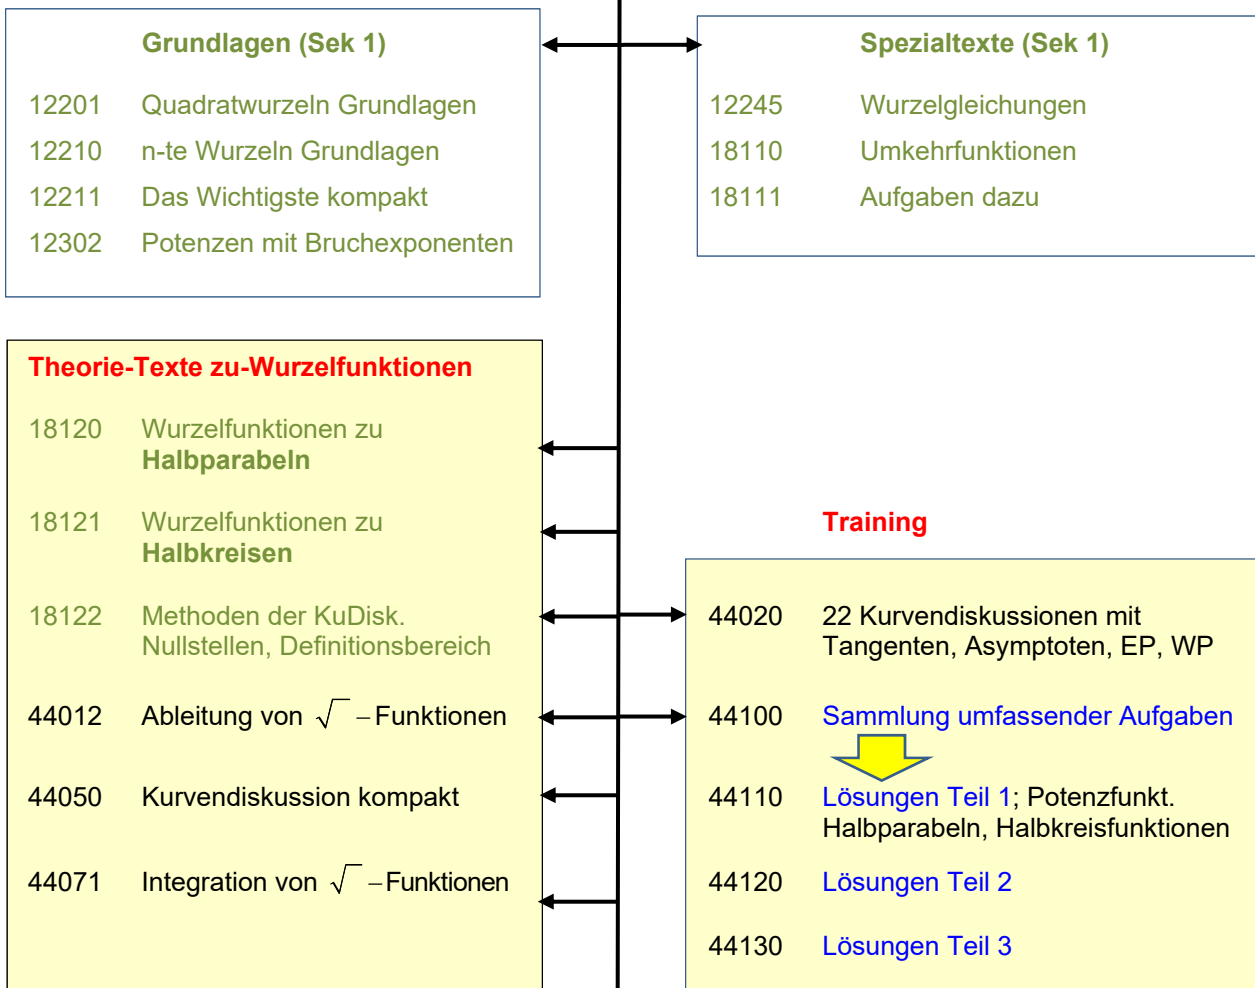 Grundlagen (Sek 1)
12201 Quadratwurzeln Grundlagen
12210 n-te Wurzeln Grundlagen
12211 Das Wichtigste kompakt
12302 Potenzen mit Bruchexponenten
Spezialtexte (Sek 1)
12245 Wurzelgleichungen
18110 Umkehrfunktionen
18111 Aufgaben dazu
Theorie-Texte zu-Wurzelfunktionen
18120 Wurzelfunktionen zu
Halbparabeln
18121 Wurzelfunktionen zu
Halbkreisen
18122 Methoden der KuDisk.
Nullstellen, Definitionsbereich
44012 Ableitung von √ – Funktionen
44050 Kurvendiskussion kompakt
44071 Integration von √ – Funktionen
Training
44020 22 Kurvendiskussionen mit
Tangenten, Asymptoten, EP, WP
44100 Sammlung umfassender Aufgaben
44110 Lösungen Teil 1; Potenzfunkt.
Halbparabeln, Halbkreisfunktionen
44120 Lösungen Teil 2
44130 Lösungen Teil 3